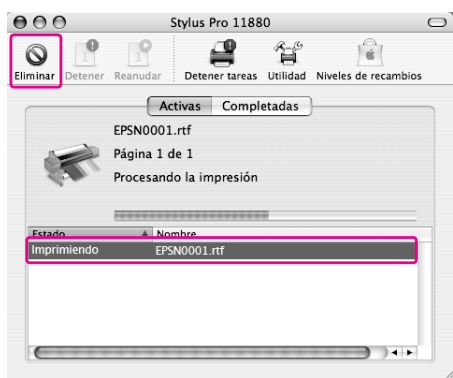 Stylus Pro 11880
Eliminar Detener Reanudar Detener tareas Utilidad Niveles de recambios
Activas Completadas
EPSN0001.rtf
Página 1 de 1
Procesando la impresión
Estado Nombre
Imprimiendo EPSN0001.rtf